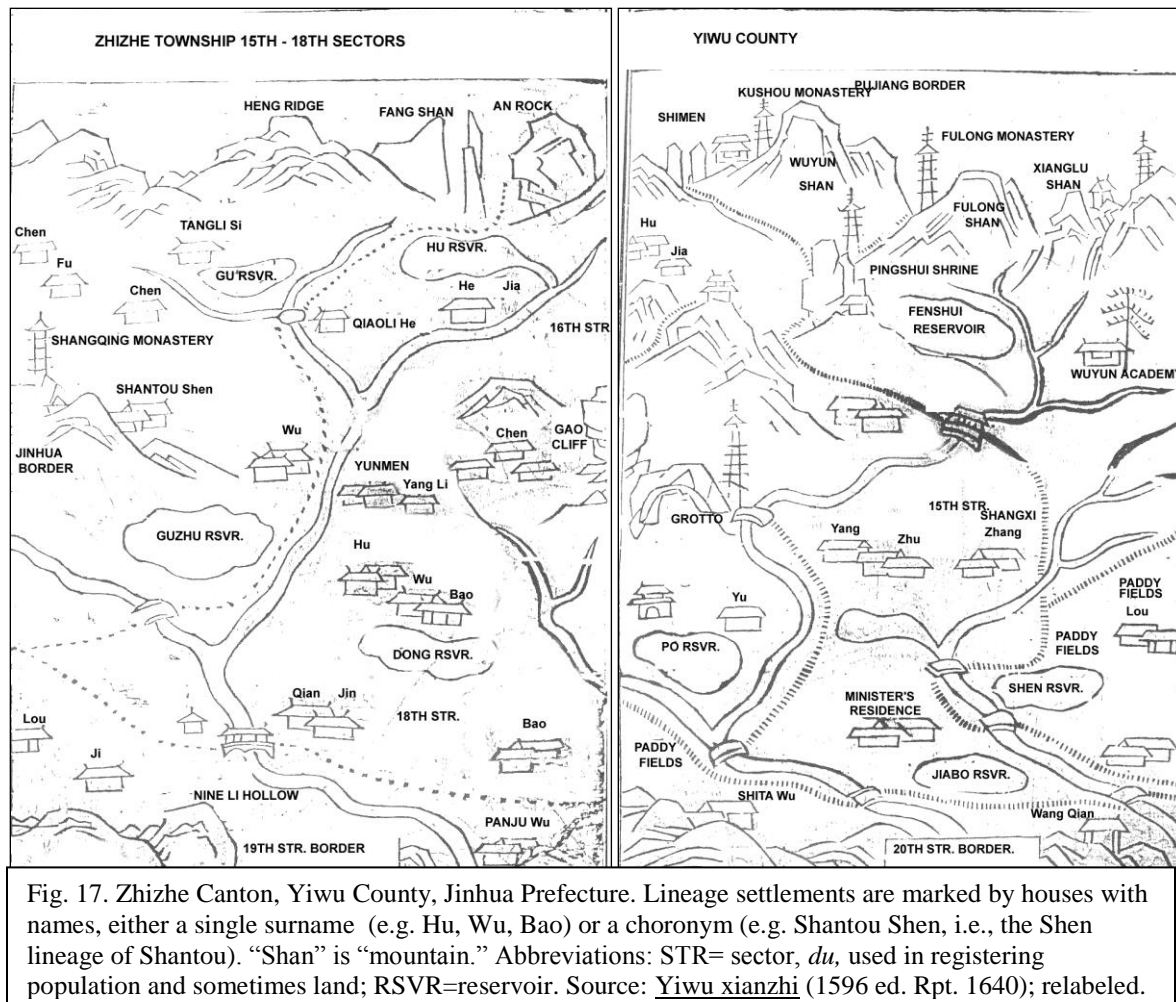 ZHIZHE TOWNSHIP 15TH - 18TH SECTORS
HENG RIDGE
FANG SHAN
AN ROCK
Chen
TANGLI Si
HU RSVR.
Fu
GU RSVR.
Chen
He Jia
QIAOLI He
16TH STR.
SHANGQING MONASTERY
SHANTOU Shen
JINHUA
BORDER
Wu
Chen
GAO
CLIFF
YUNMEN
Yang Li
GUZHU RSVR.
Hu
Wu
Bao
DONG RSVR.
Qian Jin
18TH STR.
Lou
Bao
Ji
NINE LI HOLLOW
PANJU Wu
19TH STR. BORDER
YIWU COUNTY
PUJIANG BORDER
KUSHOU MONASTERY
SHIMEN
FULONG MONASTERY
WUYUN
SHAN
XIANGLU
SHAN
FULONG
SHAN
Hu
Jia
PINGSHUI SHRINE
FENSHUI
RESERVOIR
WUYUN ACADEMY
GROTTO
15TH STR.
SHANGXI
Zhang
Yang
Zhu
PADDY
FIELDS
Lou
Yu
PADDY
FIELDS
PO RSVR.
SHEN RSVR.
MINISTER'S
RESIDENCE
PADDY
FIELDS
JIABO RSVR.
SHITA Wu
Wang Qian
20TH STR. BORDER.
Fig. 17. Zhizhe Canton, Yiwu County, Jinhua Prefecture. Lineage settlements are marked by houses with
names, either a single surname (e.g. Hu, Wu, Bao) or a choronym (e.g. Shantou Shen, i.e., the Shen
lineage of Shantou). “Shan” is “mountain.” Abbreviations: STR= sector, du, used in registering
population and sometimes land; RSVR=reservoir. Source: Yiwu xianzhi (1596 ed. Rpt. 1640); relabeled.